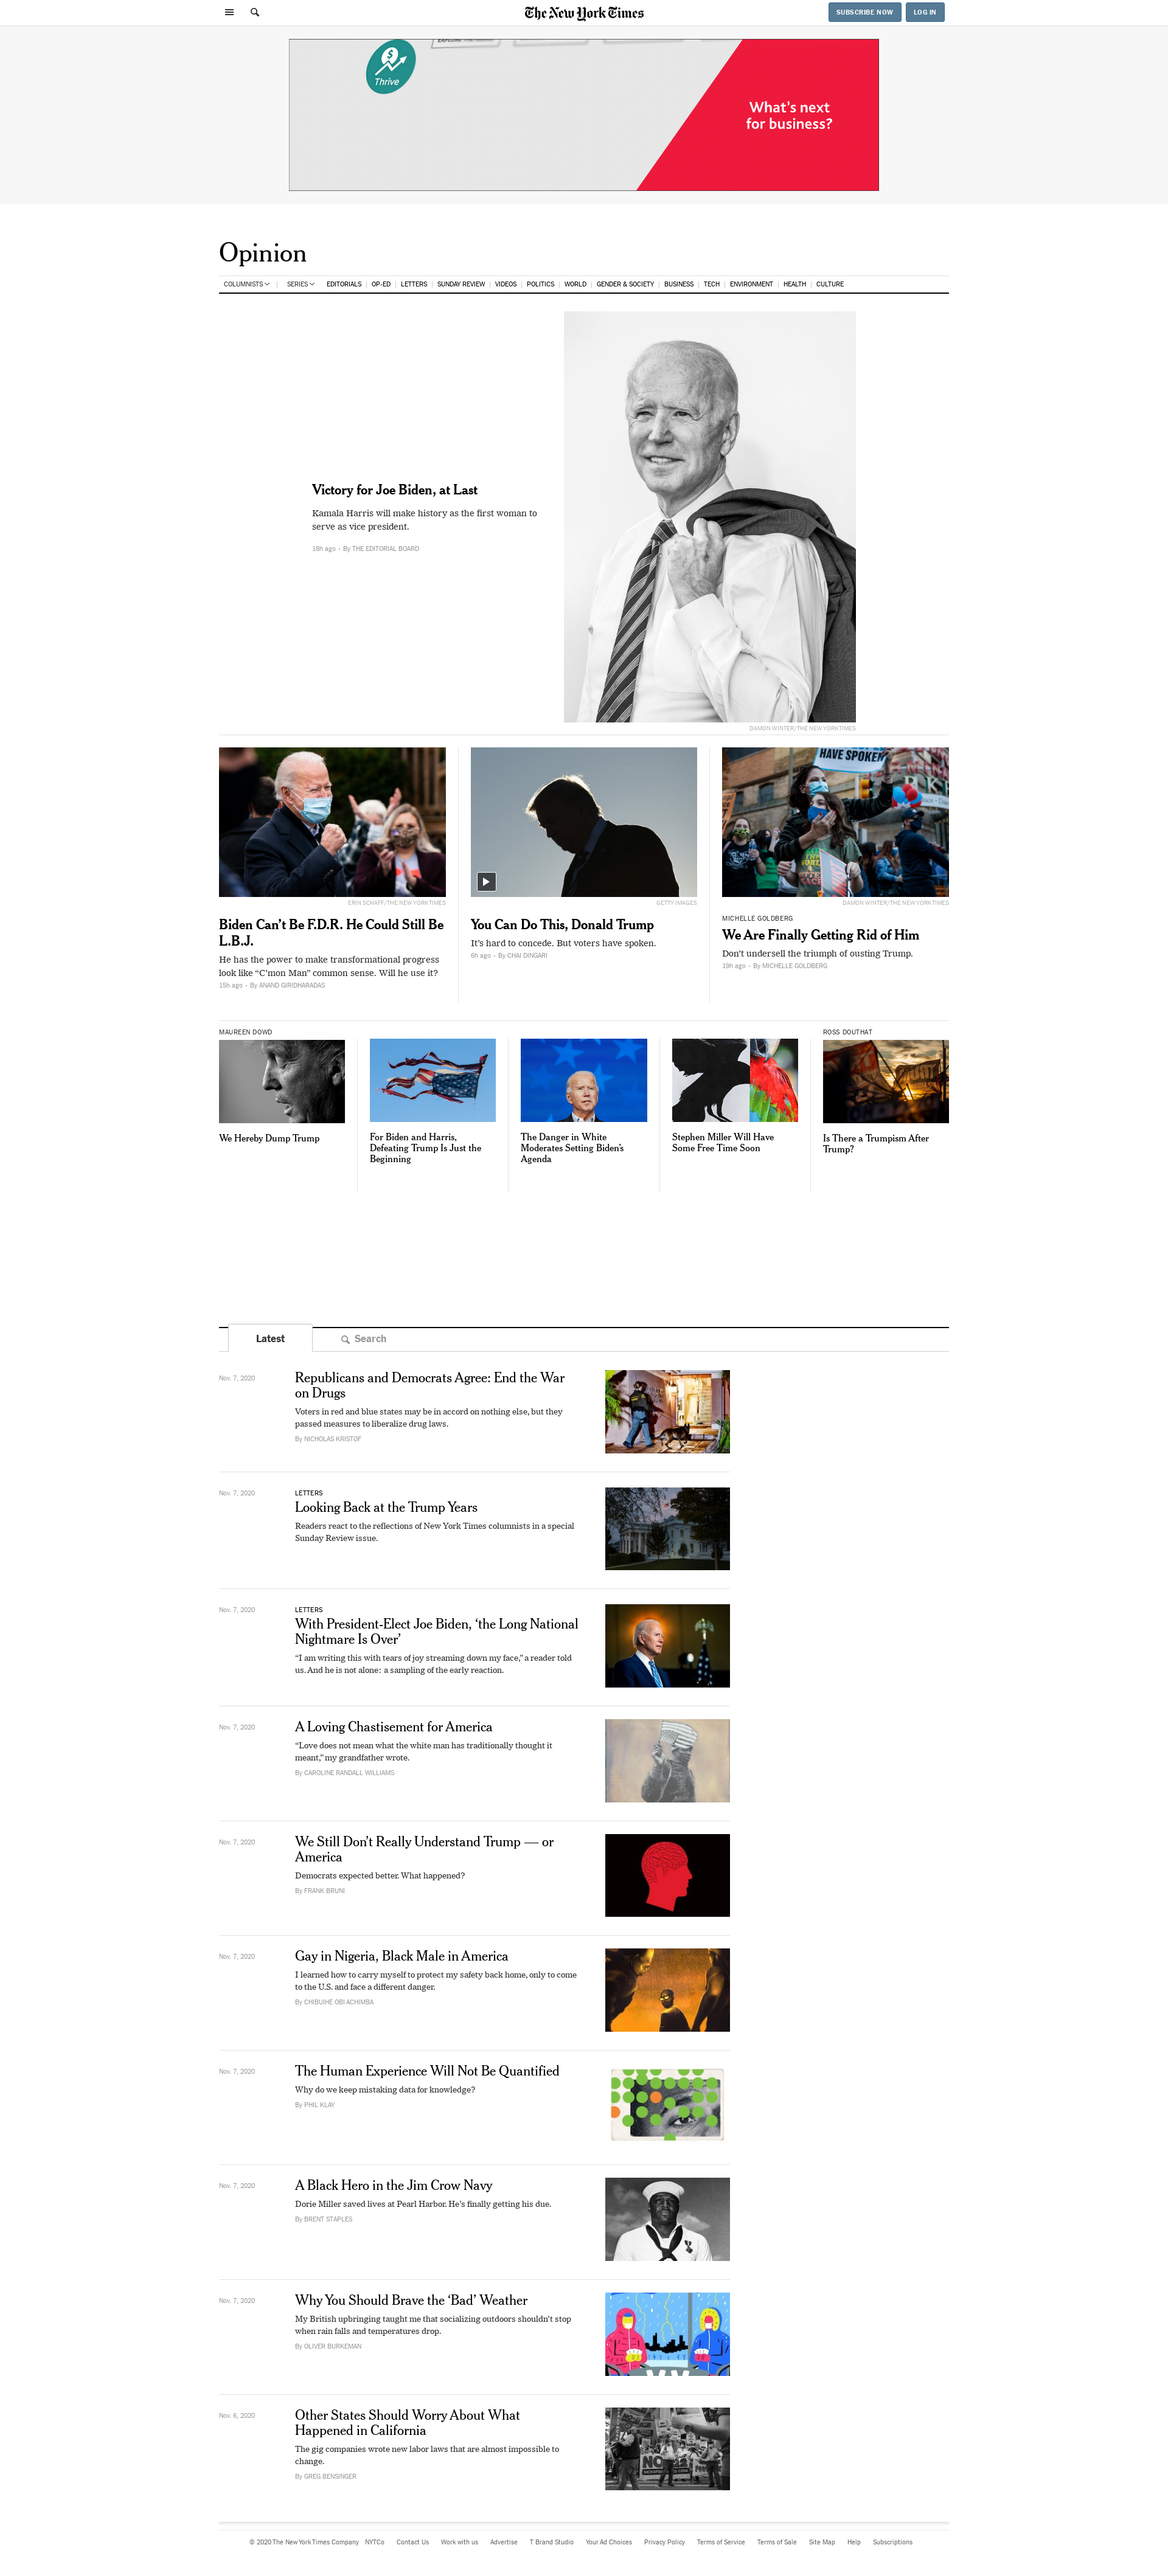 The New York Times
SUBSCRIBE NOW
LOG IN
Thrive
What's next
for business?
Opinion
COLUMNISTS
SERIES
EDITORIALS
OP-ED
LETTERS
SUNDAY REVIEW
VIDEOS
POLITICS
WORLD
GENDER & SOCIETY
BUSINESS
TECH
ENVIRONMENT
HEALTH
CULTURE
Victory for Joe Biden, at Last
Kamala Harris will make history as the first woman to
serve as vice president.
18h ago • By THE EDITORIAL BOARD
DAMON WINTER/THE NEW YORK TIMES
ERIN SCHAFF/THE NEW YORK TIMES
Biden Can't Be F.D.R. He Could Still Be
L.B.J.
He has the power to make transformational progress
look like “C'mon Man” common sense. Will he use it?
15h ago • By ANAND GIRIDHARADAS
GETTY IMAGES
You Can Do This, Donald Trump
It's hard to concede. But voters have spoken.
6h ago • By CHAI DINGARI
HAVE SPOKEN
DAMON WINTER/THE NEW YORK TIMES
MICHELLE GOLDBERG
We Are Finally Getting Rid of Him
Don't undersell the triumph of ousting Trump.
19h ago • By MICHELLE GOLDBERG
MAUREEN DOWD
We Hereby Dump Trump
For Biden and Harris,
Defeating Trump Is Just the
Beginning
The Danger in White
Moderates Setting Biden's
Agenda
Stephen Miller Will Have
Some Free Time Soon
ROSS DOUTHAT
Is There a Trumpism After
Trump?
Latest
Search
Nov. 7, 2020
Republicans and Democrats Agree: End the War
on Drugs
Voters in red and blue states may be in accord on nothing else, but they
passed measures to liberalize drug laws.
By NICHOLAS KRISTOF
Nov. 7, 2020
LETTERS
Looking Back at the Trump Years
Readers react to the reflections of New York Times columnists in a special
Sunday Review issue.
Nov. 7, 2020
LETTERS
With President-Elect Joe Biden, ‘the Long National
Nightmare Is Over’
“I am writing this with tears of joy streaming down my face,” a reader told
us. And he is not alone: a sampling of the early reaction.
Nov. 7, 2020
A Loving Chastisement for America
“Love does not mean what the white man has traditionally thought it
meant,” my grandfather wrote.
By CAROLINE RANDALL WILLIAMS
Nov. 7, 2020
We Still Don't Really Understand Trump — or
America
Democrats expected better. What happened?
By FRANK BRUNI
Nov. 7, 2020
Gay in Nigeria, Black Male in America
I learned how to carry myself to protect my safety back home, only to come
to the U.S. and face a different danger.
By CHIBUIHE OBI ACHIMBA
Nov. 7, 2020
The Human Experience Will Not Be Quantified
Why do we keep mistaking data for knowledge?
By PHIL KLAY
Nov. 7, 2020
A Black Hero in the Jim Crow Navy
Dorie Miller saved lives at Pearl Harbor. He's finally getting his due.
By BRENT STAPLES
Nov. 7, 2020
Why You Should Brave the ‘Bad’ Weather
My British upbringing taught me that socializing outdoors shouldn't stop
when rain falls and temperatures drop.
By OLIVER BURKEMAN
Nov. 6, 2020
Other States Should Worry About What
Happened in California
The gig companies wrote new labor laws that are almost impossible to
change.
By GREG BENSINGER
© 2020 The New York Times Company
NYTCo
Contact Us
Work with us
Advertise
T Brand Studio
Your Ad Choices
Privacy Policy
Terms of Service
Terms of Sale
Site Map
Help
Subscriptions